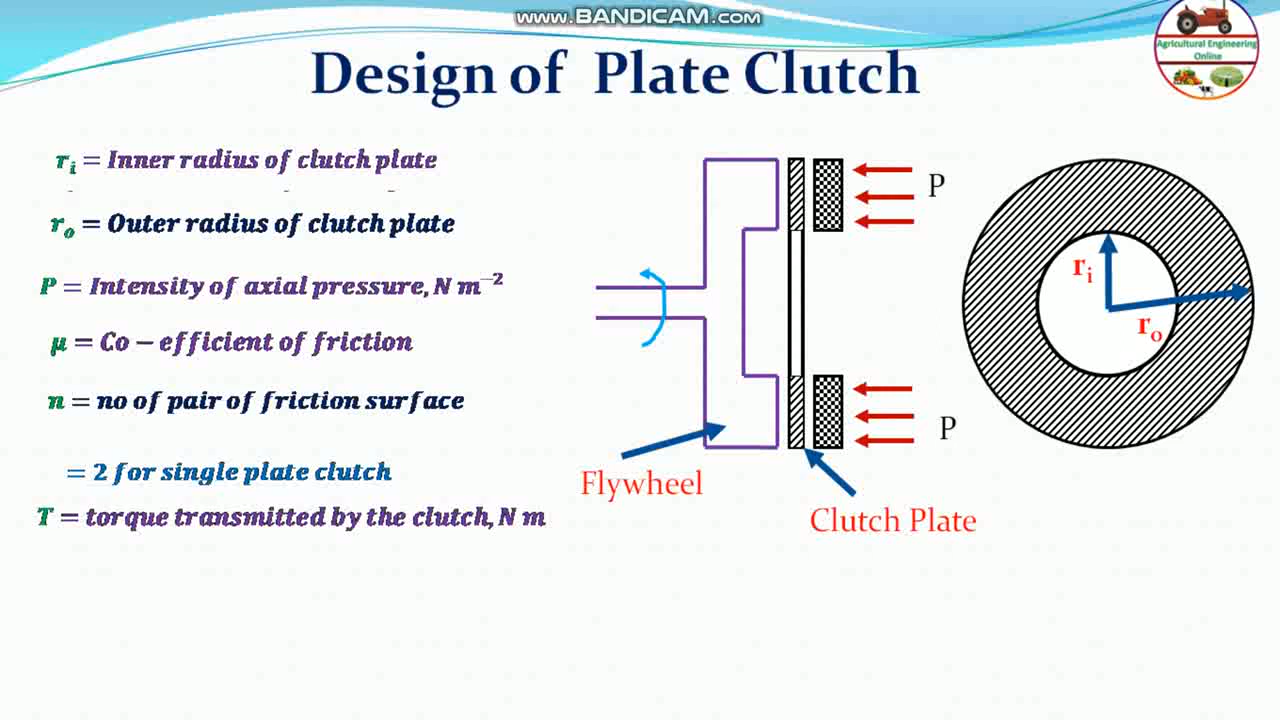 www.BANDICAM.com
Agricultural Engineering
Online
Design of Plate Clutch
rᵢ = Inner radius of clutch plate
rₒ = Outer radius of clutch plate
P = Intensity of axial pressure, N m⁻²
μ = Co − efficient of friction
n = no of pair of friction surface
= 2 for single plate clutch
T = torque transmitted by the clutch, N m
P
P
Flywheel
Clutch Plate
rᵢ
rₒ